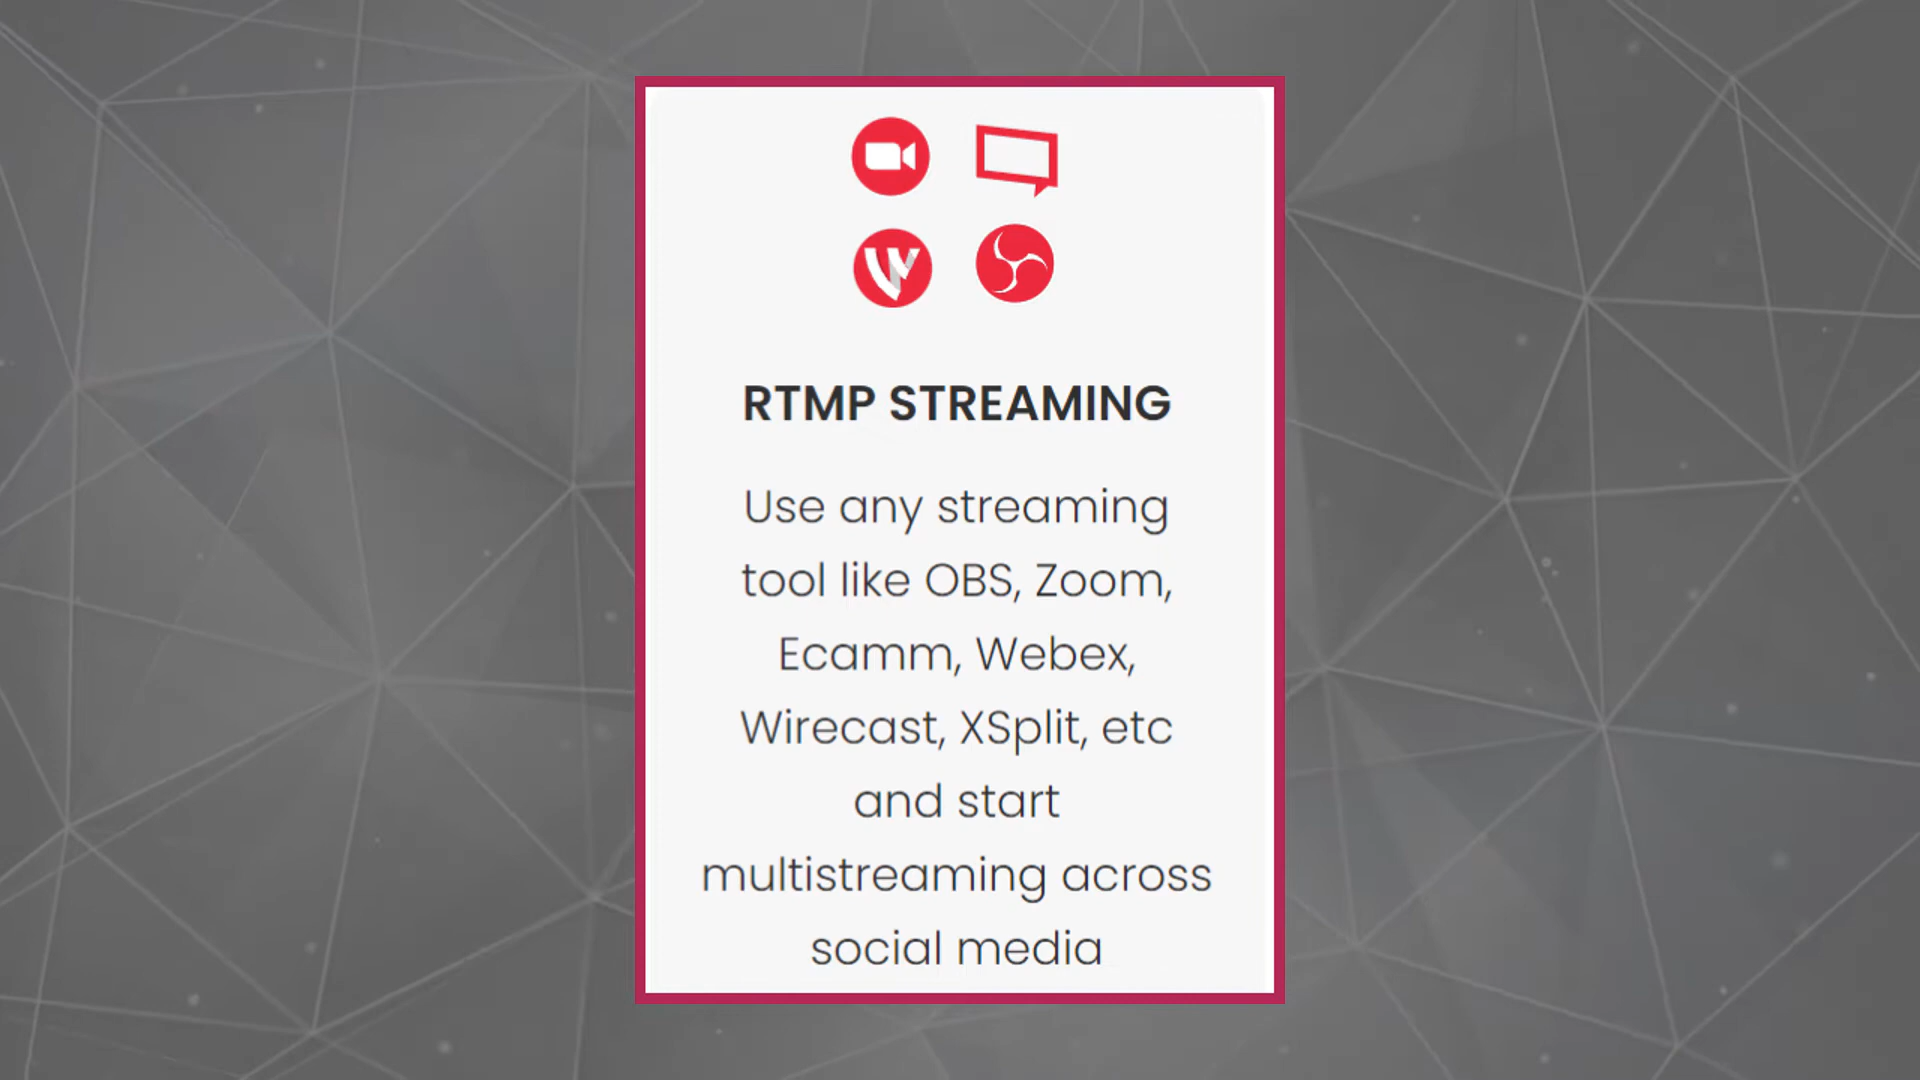 RTMP STREAMING
Use any streaming
tool like OBS, Zoom,
Ecamm, Webex,
Wirecast, XSplit, etc
and start
multistreaming across
social media